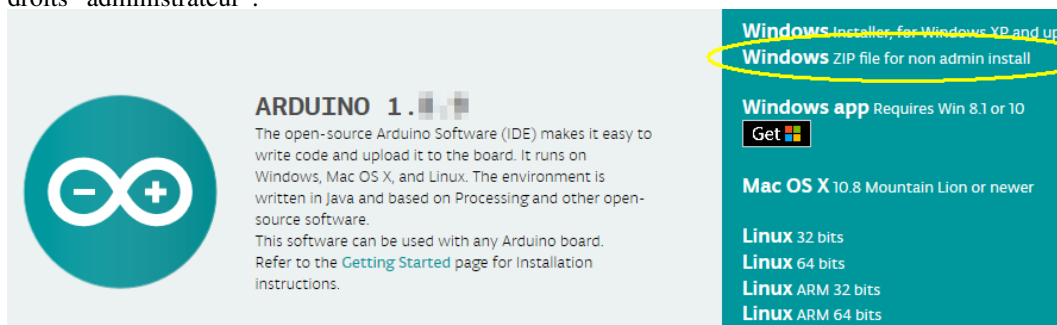 droits "administrateur".
ARDUINO 1.
The open-source Arduino Software (IDE) makes it easy to
write code and upload it to the board. It runs on
Windows, Mac OS X, and Linux. The environment is
written in Java and based on Processing and other open-
source software.
This software can be used with any Arduino board.
Refer to the Getting Started page for Installation
instructions.
Windows Installer, for Windows XP and up
Windows ZIP file for non admin install
Windows app Requires Win 8.1 or 10
Get
Mac OS X 10.8 Mountain Lion or newer
Linux 32 bits
Linux 64 bits
Linux ARM 32 bits
Linux ARM 64 bits